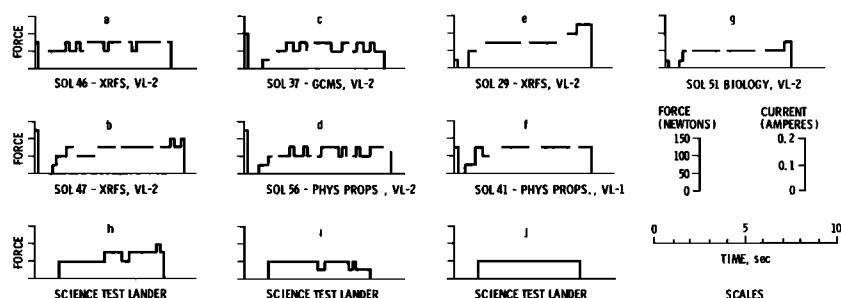 a
FORCE
SOL 46 - XRFS, VL-2
c
SOL 37 - GCMS, VL-2
e
SOL 29 - XRFS, VL-2
g
SOL 51 BIOLOGY, VL-2
b
FORCE
SOL 47 - XRFS, VL-2
d
SOL 56 - PHYS PROPS , VL-2
f
SOL 41 - PHYS PROPS., VL-1
FORCE
(NEWTONS)
150
100
50
0
CURRENT
(AMPERES)
0.2
0.1
0
h
FORCE
SCIENCE TEST LANDER
i
SCIENCE TEST LANDER
j
SCIENCE TEST LANDER
0 5 10
TIME, sec
SCALES